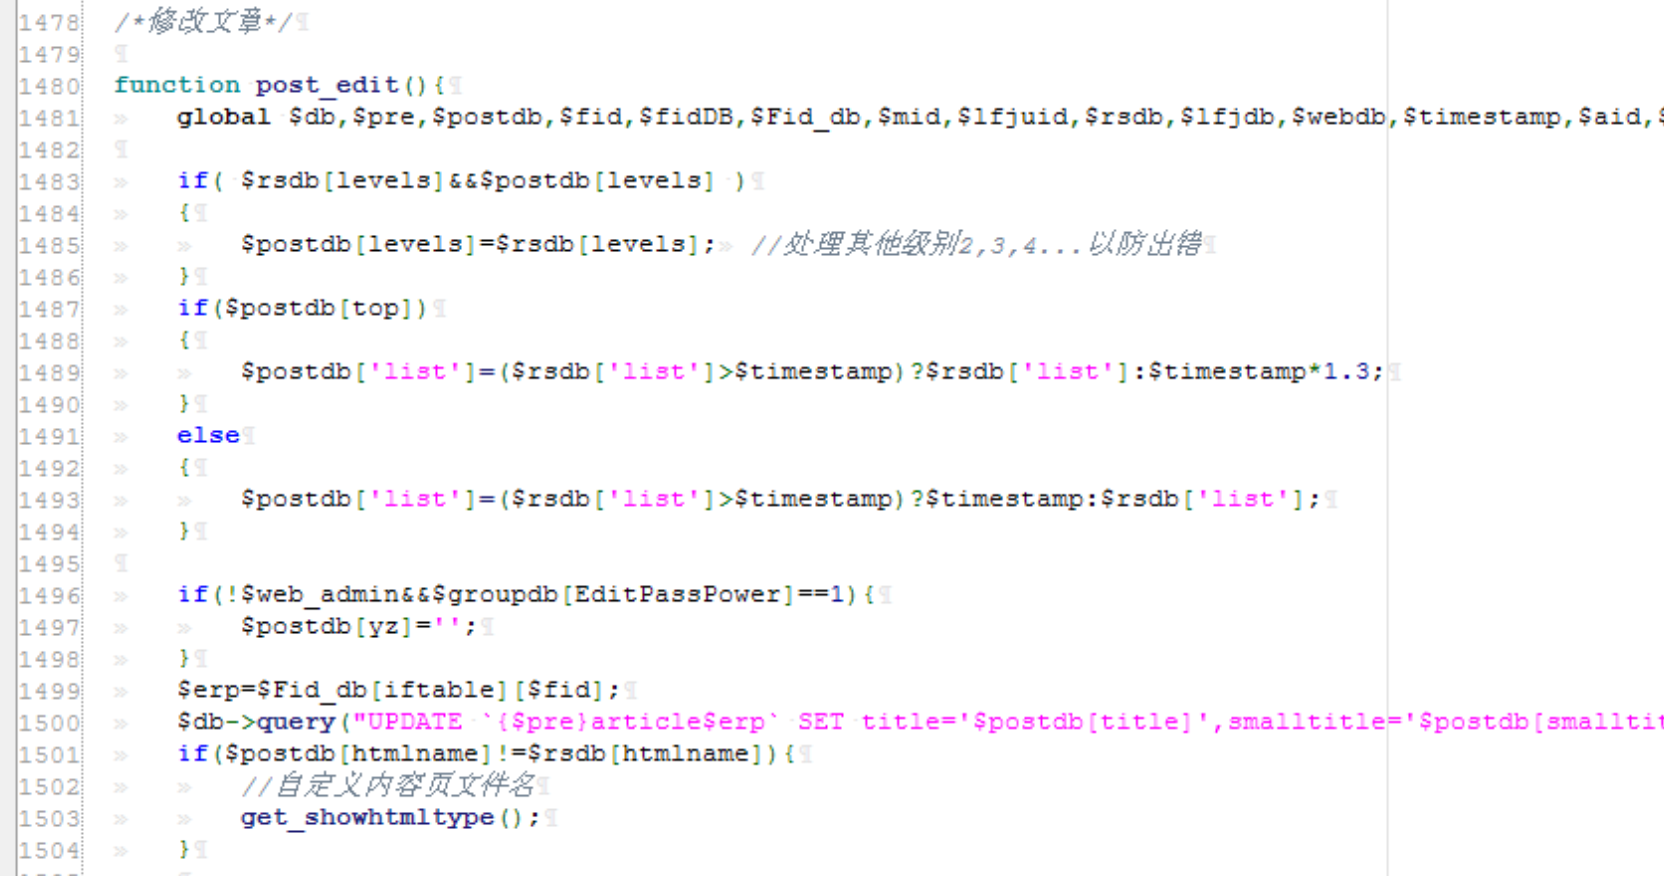 1478 /*修改文章*/
1479
1480 function post_edit(){
1481 global $db,$pre,$postdb,$fid,$fidDB,$Fid_db,$mid,$lfjuid,$rsdb,$lfjdb,$webdb,$timestamp,$aid,$
1482
1483 if( $rsdb[levels]&&$postdb[levels] )
1484 {
1485 $postdb[levels]=$rsdb[levels]; //处理其他级别2,3,4...以防出错
1486 }
1487 if($postdb[top])
1488 {
1489 $postdb['list']=($rsdb['list']>$timestamp)?$rsdb['list']:$timestamp*1.3;
1490 }
1491 else
1492 {
1493 $postdb['list']=($rsdb['list']>$timestamp)?$timestamp:$rsdb['list'];
1494 }
1495
1496 if(!$web_admin&&$groupdb[EditPassPower]==1){
1497 $postdb[yz]='';
1498 }
1499 $erp=$Fid_db[iftable][$fid];
1500 $db->query("UPDATE `{$pre}article$erp` SET title='$postdb[title]',smalltitle='$postdb[smalltit
1501 if($postdb[htmlname]!=$rsdb[htmlname]){
1502 //自定义内容页文件名
1503 get_showhtmltype();
1504 }